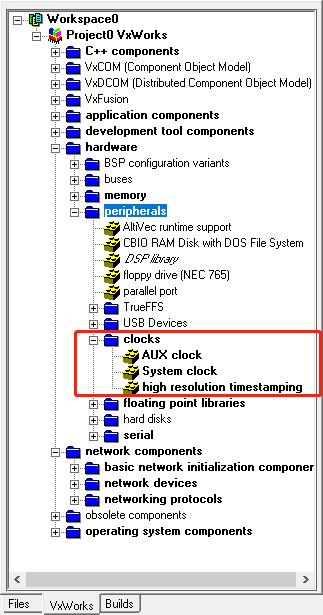 Workspace0
Project0 VxWorks
C++ components
VxCOM (Component Object Model)
VxDCOM (Distributed Component Object Model)
VxFusion
application components
development tool components
hardware
BSP configuration variants
buses
memory
peripherals
AltiVec runtime support
CBIO RAM Disk with DOS File System
DSP library
floppy drive (NEC 765)
parallel port
TrueFFS
USB Devices
clocks
AUX clock
System clock
high resolution timestamping
floating point libraries
hard disks
serial
network components
basic network initialization componer
network devices
networking protocols
obsolete components
operating system components
Files VxWorks Builds